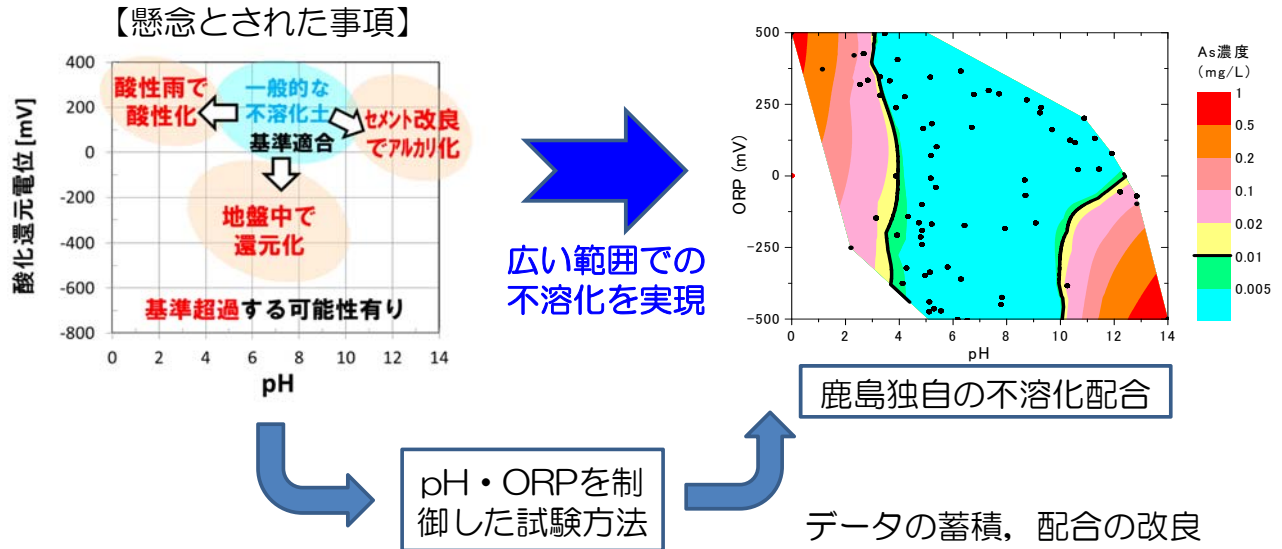 【懸念とされた事項】
酸化還元電位 [mV]
400
200
0
-200
-400
-600
-800
0
2
4
6
8
10
12
14
pH
酸性雨で
酸性化
一般的な
不溶化土
基準適合
セメント改良
でアルカリ化
地盤中で
還元化
基準超過する可能性有り
広い範囲での
不溶化を実現
ORP (mV)
500
250
0
-250
-500
0
2
4
6
8
10
12
14
pH
As濃度
(mg/L)
1
0.5
0.2
0.1
0.02
0.01
0.005
鹿島独自の不溶化配合
pH・ORPを制
御した試験方法
データの蓄積，配合の改良